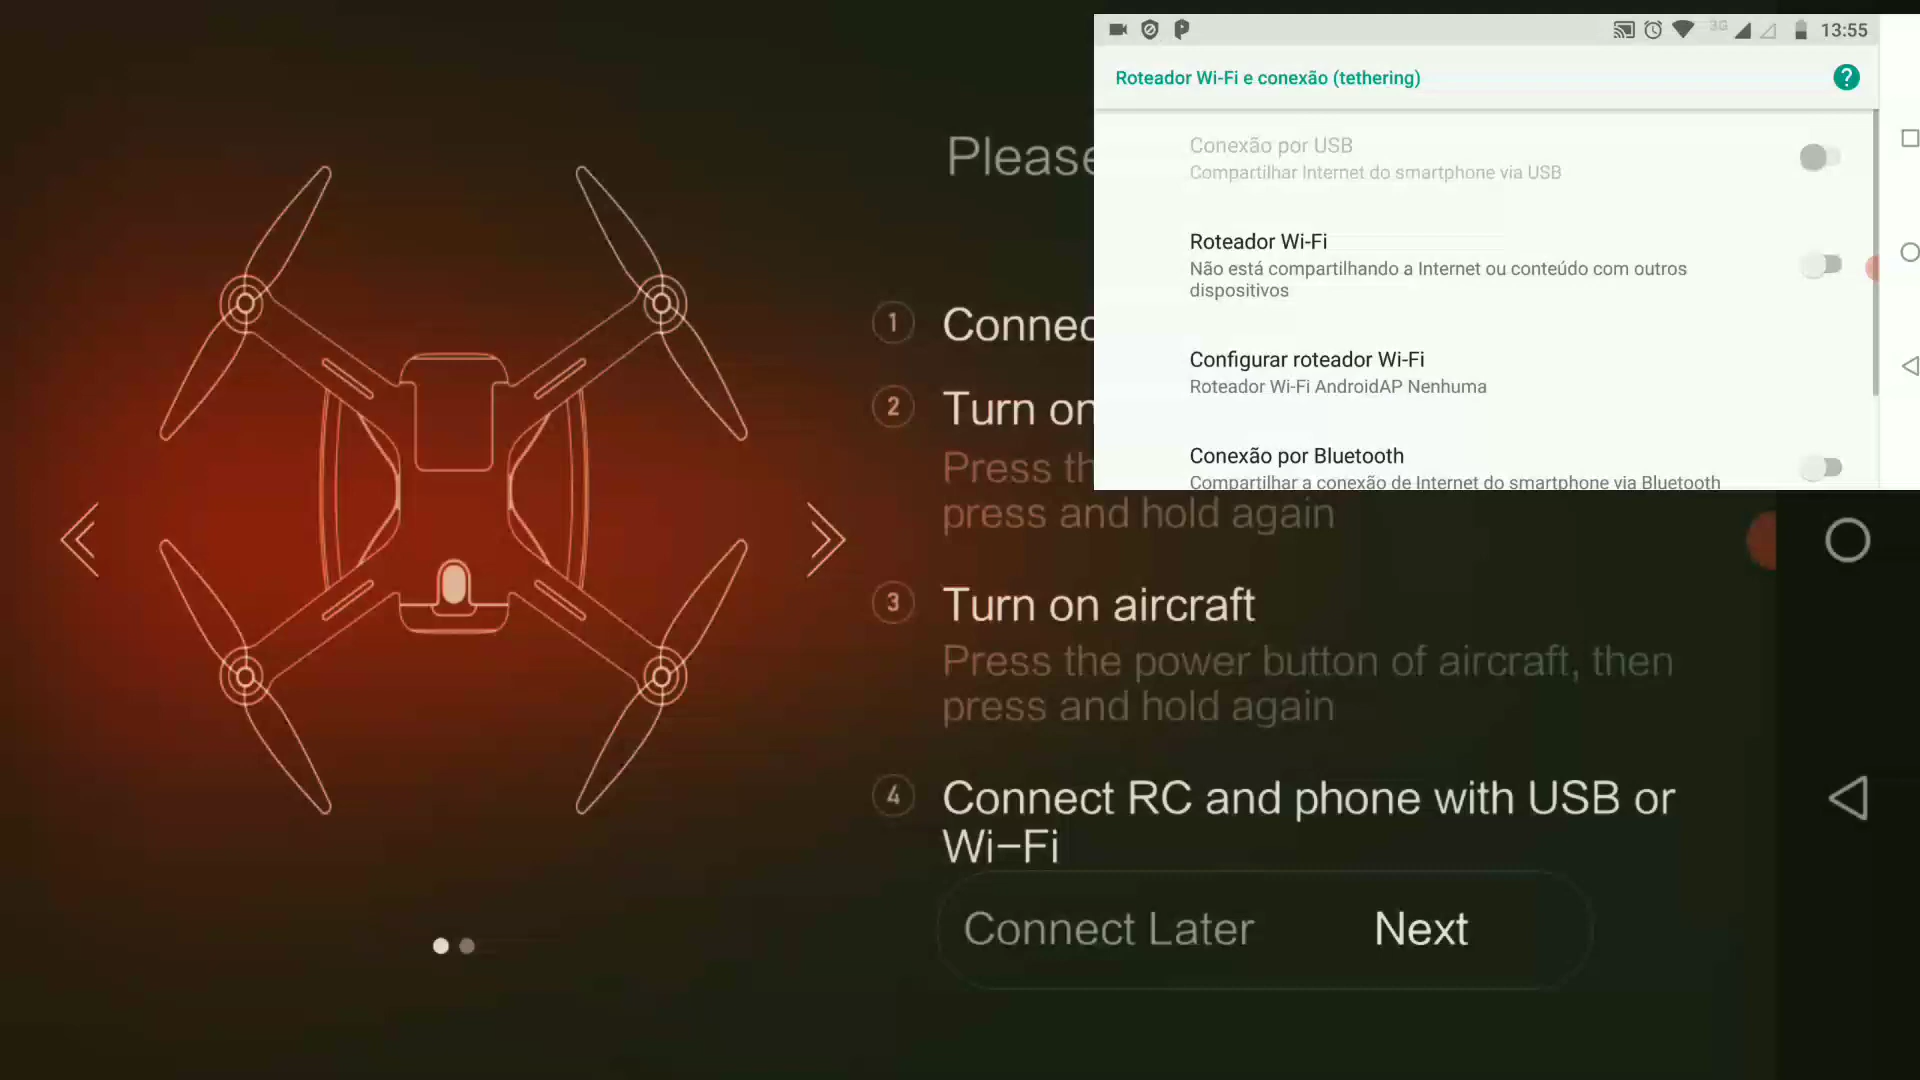 13:55
3G
Roteador Wi-Fi e conexão (tethering)
?
Conexão por USB
Compartilhar Internet do smartphone via USB
Roteador Wi-Fi
Não está compartilhando a Internet ou conteúdo com outros
dispositivos
Configurar roteador Wi-Fi
Roteador Wi-Fi AndroidAP Nenhuma
Conexão por Bluetooth
Compartilhar a conexão de Internet do smartphone via Bluetooth
Please
1 Connec
2 Turn on
Press th
press and hold again
3 Turn on aircraft
Press the power button of aircraft, then
press and hold again
4 Connect RC and phone with USB or
Wi-Fi
Connect Later Next